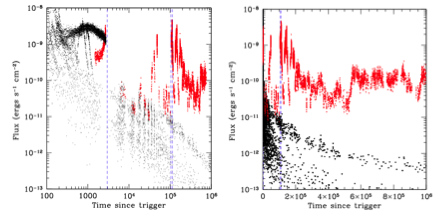 10⁻⁸
10⁻⁹
10⁻¹⁰
10⁻¹¹
10⁻¹²
10⁻¹³
Flux (ergs s⁻¹ cm⁻²)
100 1000 10⁴ 10⁵ 10⁶
Time since trigger
10⁻⁸
10⁻⁹
10⁻¹⁰
10⁻¹¹
10⁻¹²
10⁻¹³
Flux (ergs s⁻¹ cm⁻²)
0 2×10⁵ 4×10⁵ 6×10⁵ 8×10⁵ 10⁶
Time since trigger